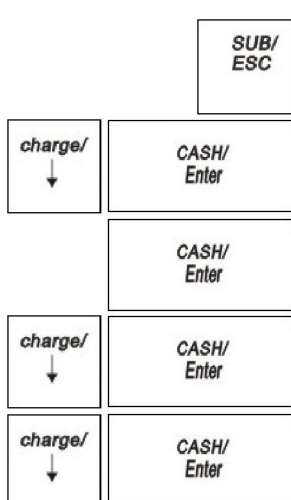 SUB/
ESC
charge/
↓
CASH/
Enter
CASH/
Enter
charge/
↓
CASH/
Enter
charge/
↓
CASH/
Enter